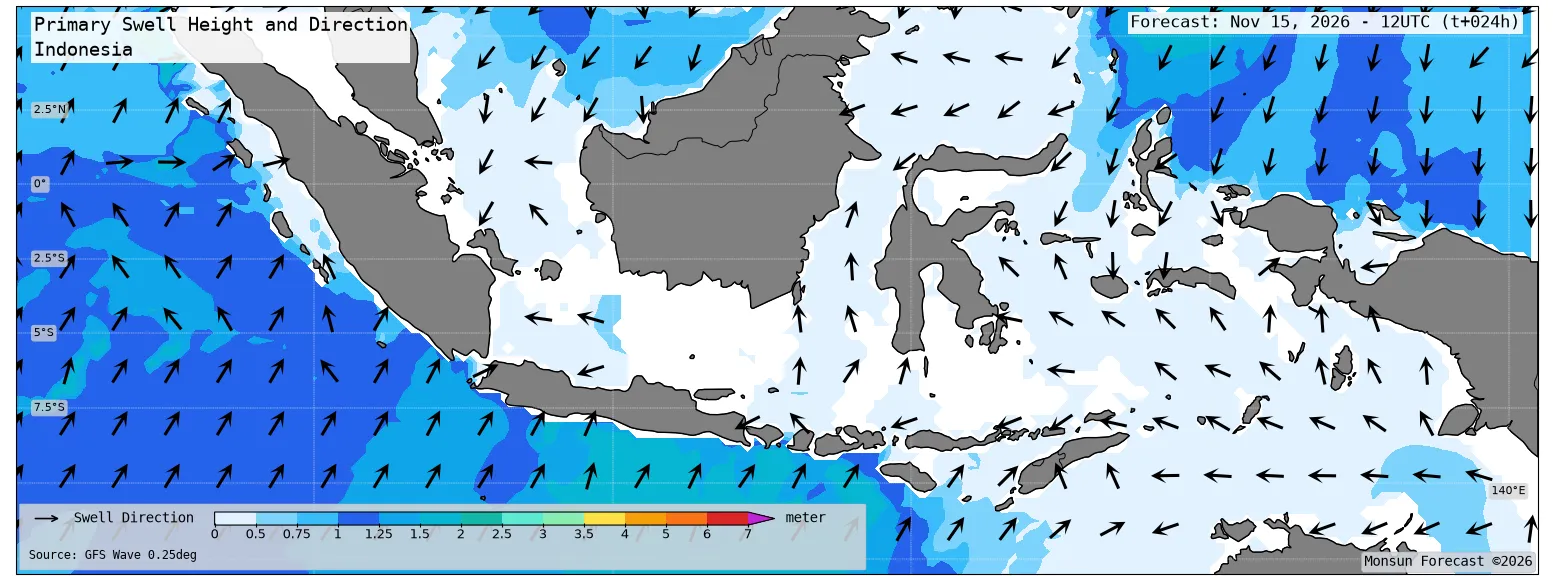 Primary Swell Height and Direction
Indonesia
Forecast: Nov 15, 2026 - 12UTC (t+024h)
2.5°N
0°
2.5°S
5°S
7.5°S
140°E
Swell Direction
meter
0 0.5 0.75 1 1.25 1.5 2 2.5 3 3.5 4 5 6 7
Source: GFS Wave 0.25deg
Monsun Forecast ©2026